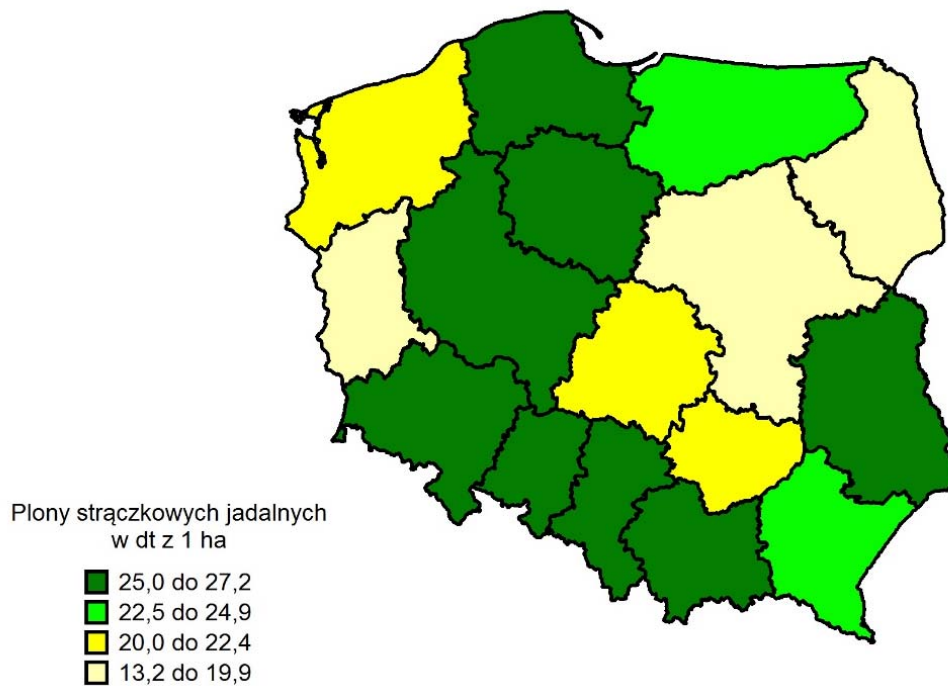 Plony strączkowych jadalnych
w dt z 1 ha
25,0 do 27,2
22,5 do 24,9
20,0 do 22,4
13,2 do 19,9